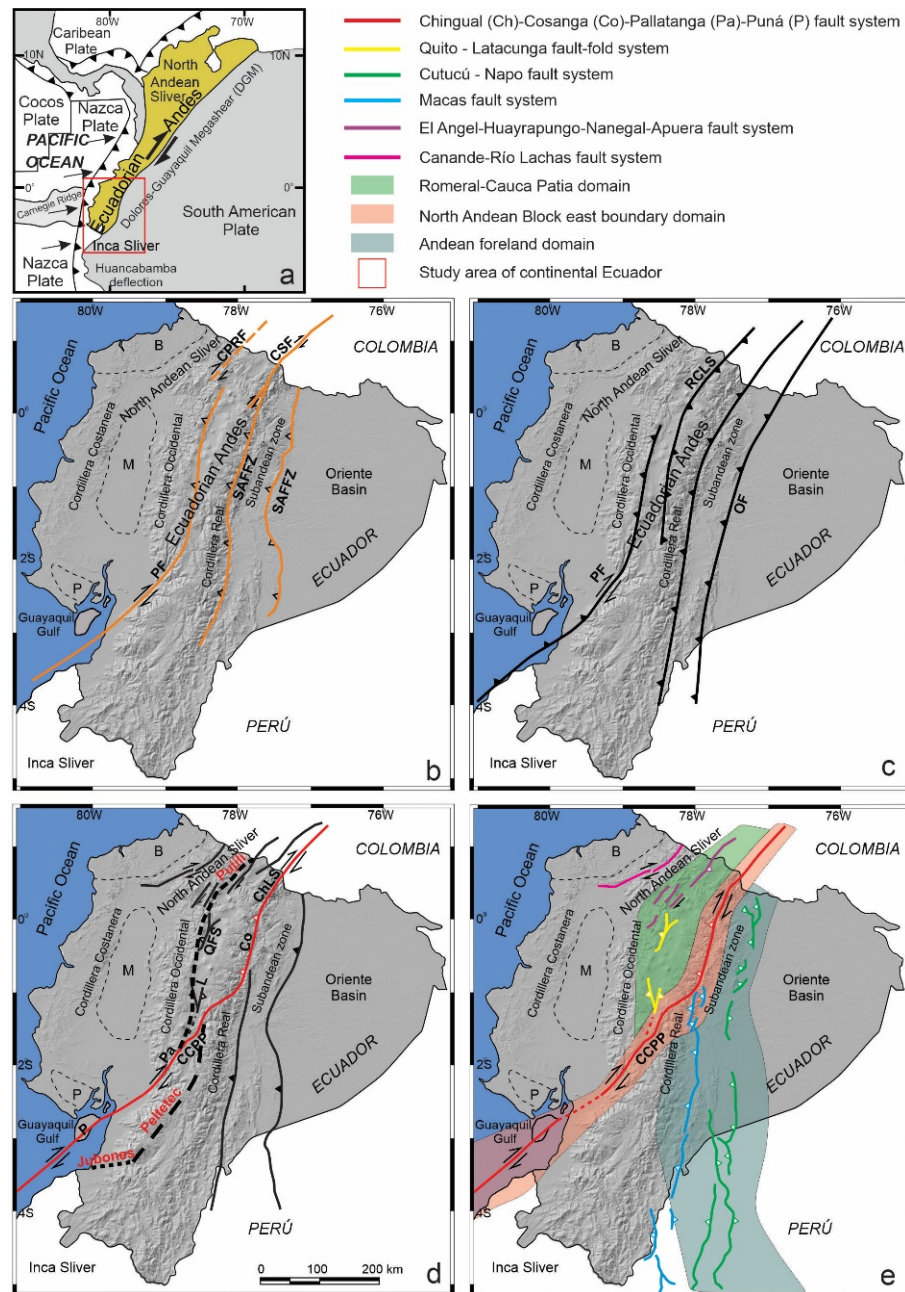 80W
70W
Caribean
Plate
10N
10N
North
Andean
Sliver
Cocos
Plate
Nazca
Plate
PACIFIC
OCEAN
Ecuadorian Andes
Dolores-Guayaquil Megashear (DGM)
0°
0°
Carnegie Ridge
South American
Plate
Inca Sliver
Nazca
Plate
Huancabamba
deflection
a
Chingual (Ch)-Cosanga (Co)-Pallatanga (Pa)-Puná (P) fault system
Quito - Latacunga fault-fold system
Cutucú - Napo fault system
Macas fault system
El Angel-Huayrapungo-Nanegal-Apuera fault system
Canande-Río Lachas fault system
Romeral-Cauca Patia domain
North Andean Block east boundary domain
Andean foreland domain
Study area of continental Ecuador
80W
78W
76W
COLOMBIA
Pacific Ocean
B
CPRF
CSF
North Andean Sliver
0°
Cordillera Costanera
M
Cordillera Occidental
Ecuadorian Andes
SAFFZ
Subandean zone
SAFFZ
Oriente
Basin
Cordillera Real
PF
2S
P
Guayaquil
Gulf
ECUADOR
4S
PERÚ
Inca Sliver
b
80W
78W
76W
COLOMBIA
Pacific Ocean
B
RCLS
North Andean Sliver
0°
Cordillera Costanera
M
Cordillera Occidental
Ecuadorian Andes
Subandean zone
OF
Oriente
Basin
Cordillera Real
PF
2S
P
Guayaquil
Gulf
ECUADOR
4S
PERÚ
Inca Sliver
c
80W
78W
76W
COLOMBIA
Pacific Ocean
B
North Andean Sliver
Pujili
ChLS
0°
Cordillera Costanera
M
Cordillera Occidental
QFS
Co
Subandean zone
L
Oriente
Basin
Pa
CCPP
Cordillera Real
2S
P
Guayaquil
Gulf
P
Peltetec
Jubones
ECUADOR
4S
PERÚ
Inca Sliver
0 100 200 km
d
80W
78W
76W
COLOMBIA
Pacific Ocean
B
North Andean Sliver
0°
Cordillera Costanera
M
Cordillera Occidental
Subandean zone
Oriente
Basin
CCPP
Cordillera Real
2S
P
Guayaquil
Gulf
ECUADOR
4S
PERÚ
Inca Sliver
e